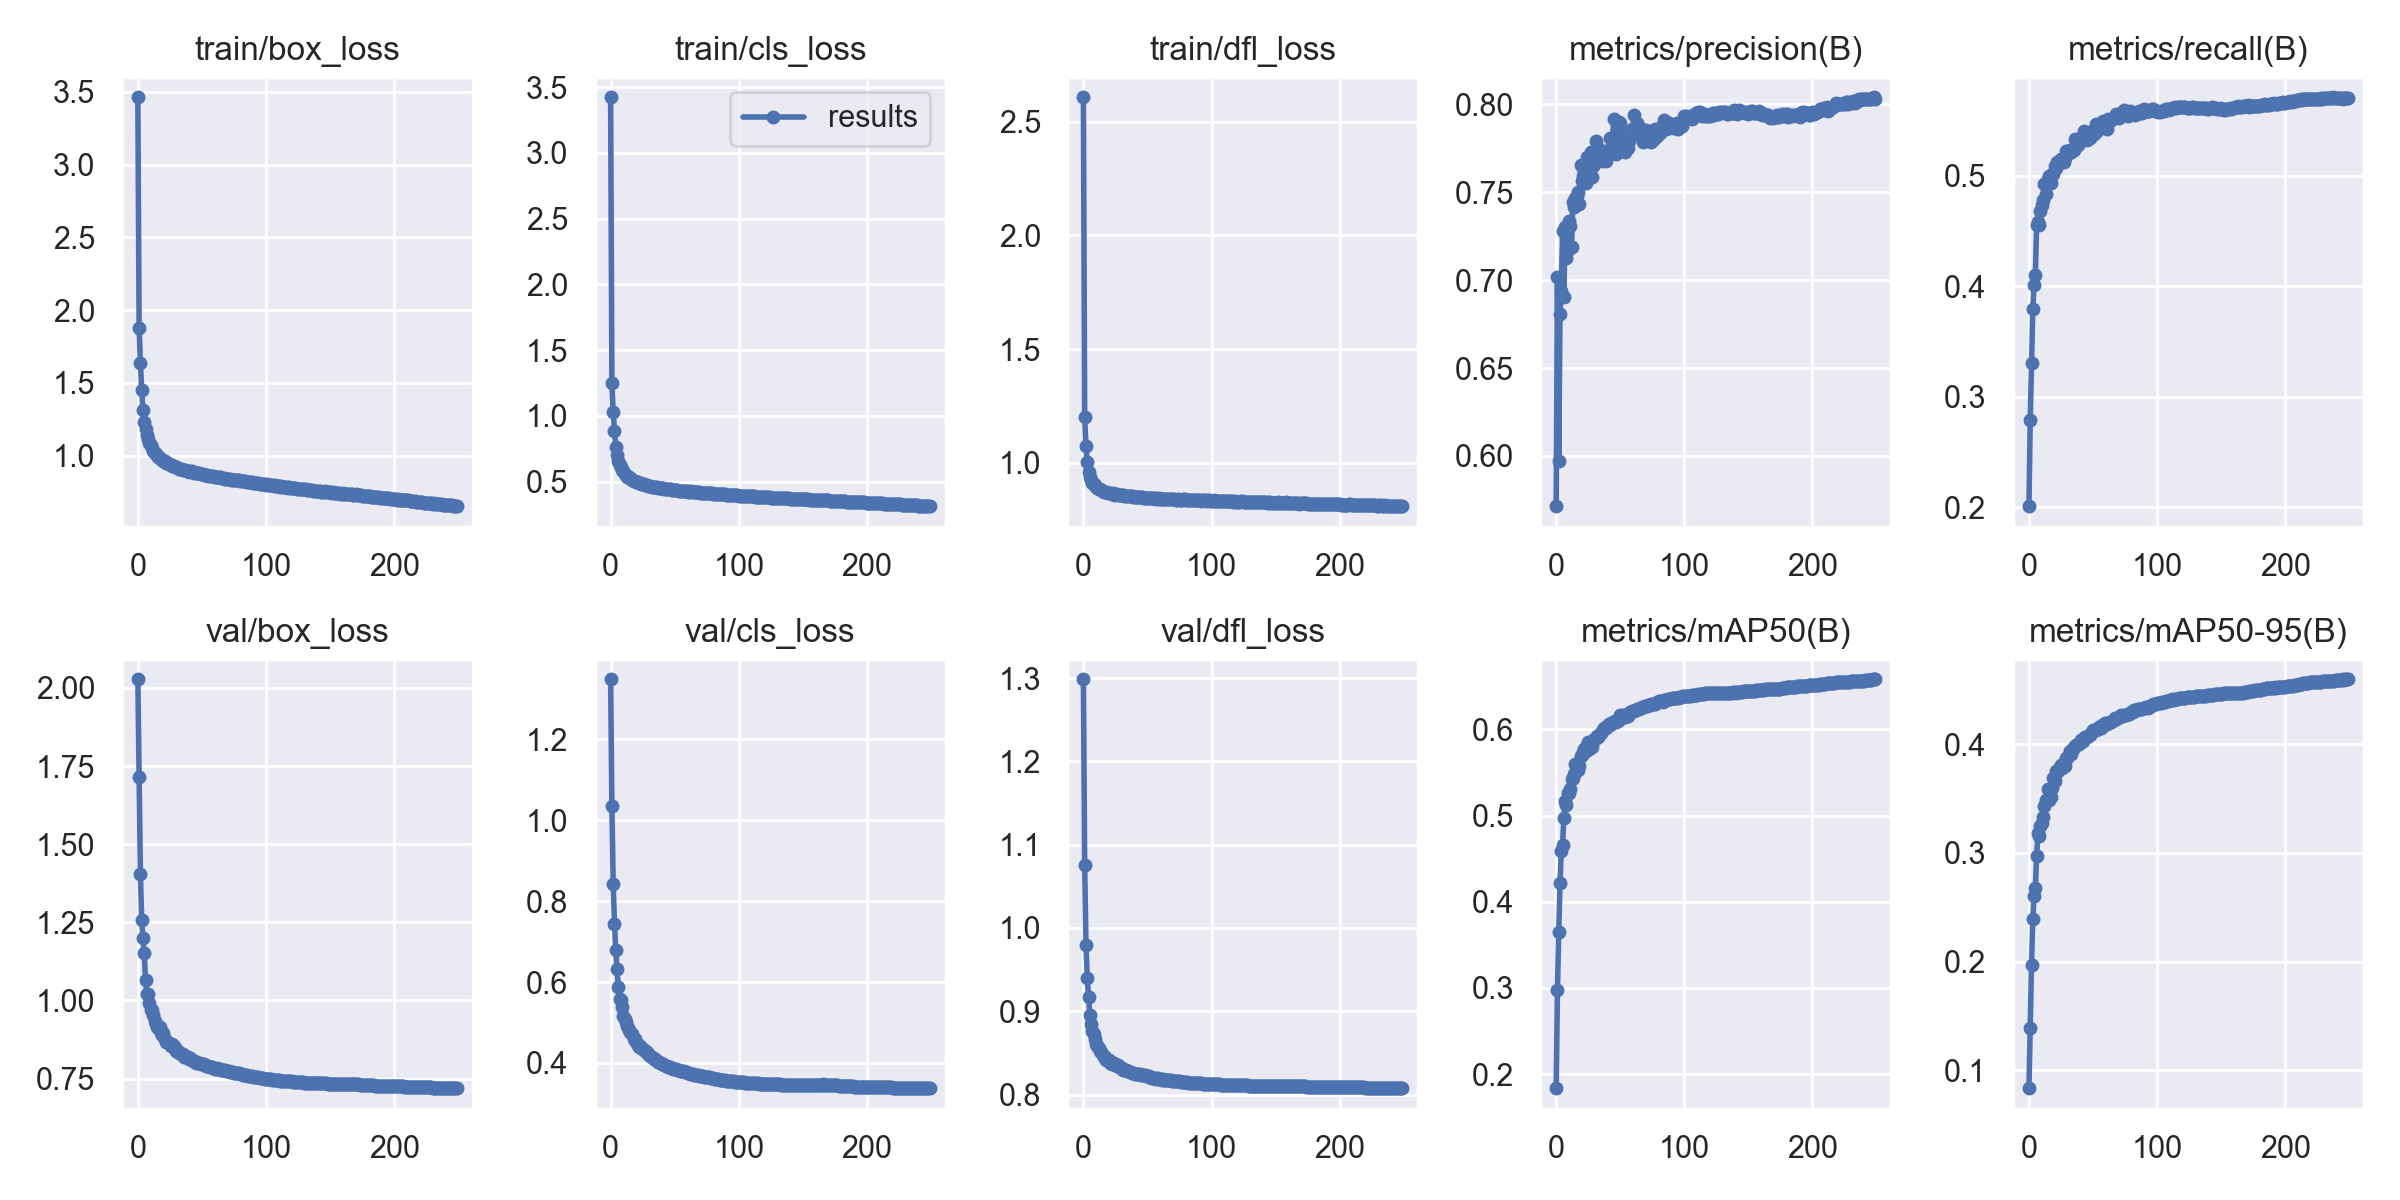 train/box_loss
3.5
3.0
2.5
2.0
1.5
1.0
0 100 200
train/cls_loss
results
3.5
3.0
2.5
2.0
1.5
1.0
0.5
0 100 200
train/dfl_loss
2.5
2.0
1.5
1.0
0 100 200
metrics/precision(B)
0.80
0.75
0.70
0.65
0.60
0 100 200
metrics/recall(B)
0.5
0.4
0.3
0.2
0 100 200
val/box_loss
2.00
1.75
1.50
1.25
1.00
0.75
0 100 200
val/cls_loss
1.2
1.0
0.8
0.6
0.4
0 100 200
val/dfl_loss
1.3
1.2
1.1
1.0
0.9
0.8
0 100 200
metrics/mAP50(B)
0.6
0.5
0.4
0.3
0.2
0 100 200
metrics/mAP50-95(B)
0.4
0.3
0.2
0.1
0 100 200